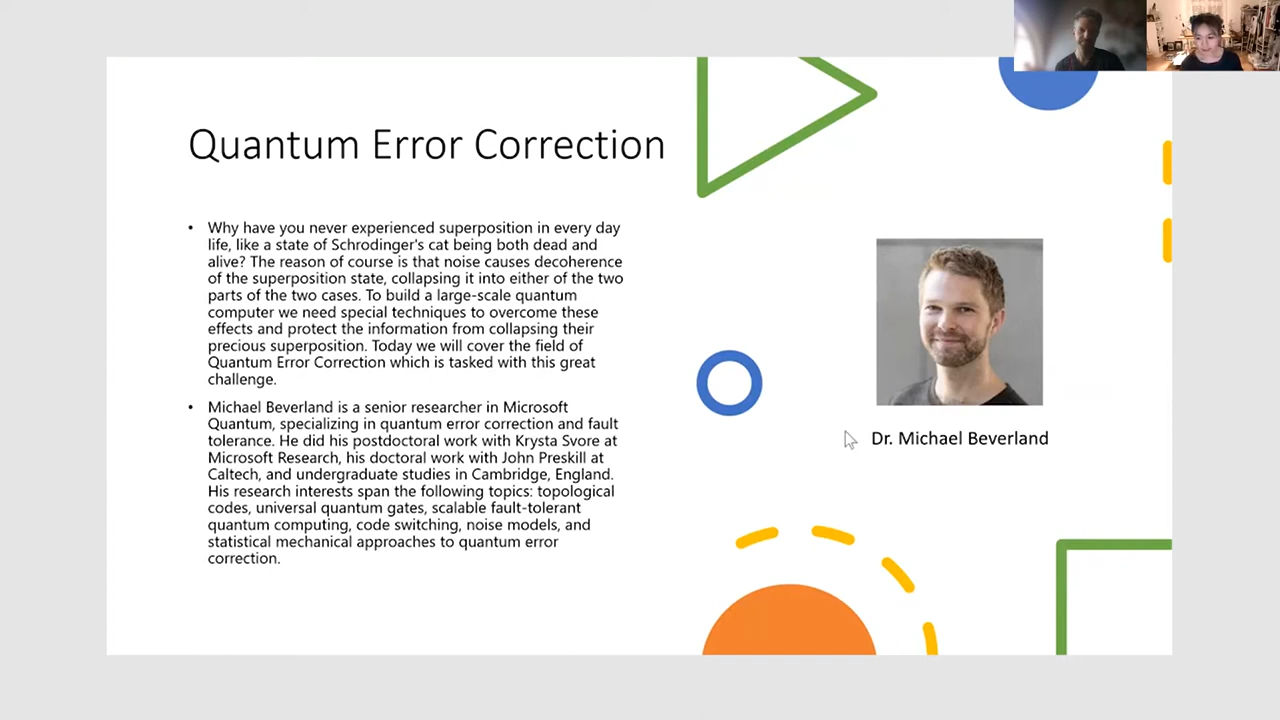 Quantum Error Correction
• Why have you never experienced superposition in every day
life, like a state of Schrodinger's cat being both dead and
alive? The reason of course is that noise causes decoherence
of the superposition state, collapsing it into either of the two
parts of the two cases. To build a large-scale quantum
computer we need special techniques to overcome these
effects and protect the information from collapsing their
precious superposition. Today we will cover the field of
Quantum Error Correction which is tasked with this great
challenge.
• Michael Beverland is a senior researcher in Microsoft
Quantum, specializing in quantum error correction and fault
tolerance. He did his postdoctoral work with Krysta Svore at
Microsoft Research, his doctoral work with John Preskill at
Caltech, and undergraduate studies in Cambridge, England.
His research interests span the following topics: topological
codes, universal quantum gates, scalable fault-tolerant
quantum computing, code switching, noise models, and
statistical mechanical approaches to quantum error
correction.
Dr. Michael Beverland